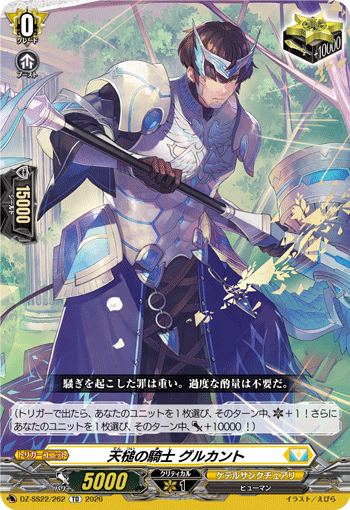 0
グレード
+10000
ブースト
15000
シールド
騒ぎを起こした罪は重い。過度な酌量は不要だ。
(トリガーで出たら、あなたのユニットを1枚選び、そのターン中、+1!さらに
あなたのユニットを1枚選び、そのターン中、+10000!)
トリガーユニット
天槌の騎士 グルカント
パワー
5000
クリティカル
1
ケテルサンクチュアリ
ヒューマン
DZ-SS22/262 TD 2026
イラスト/えびら